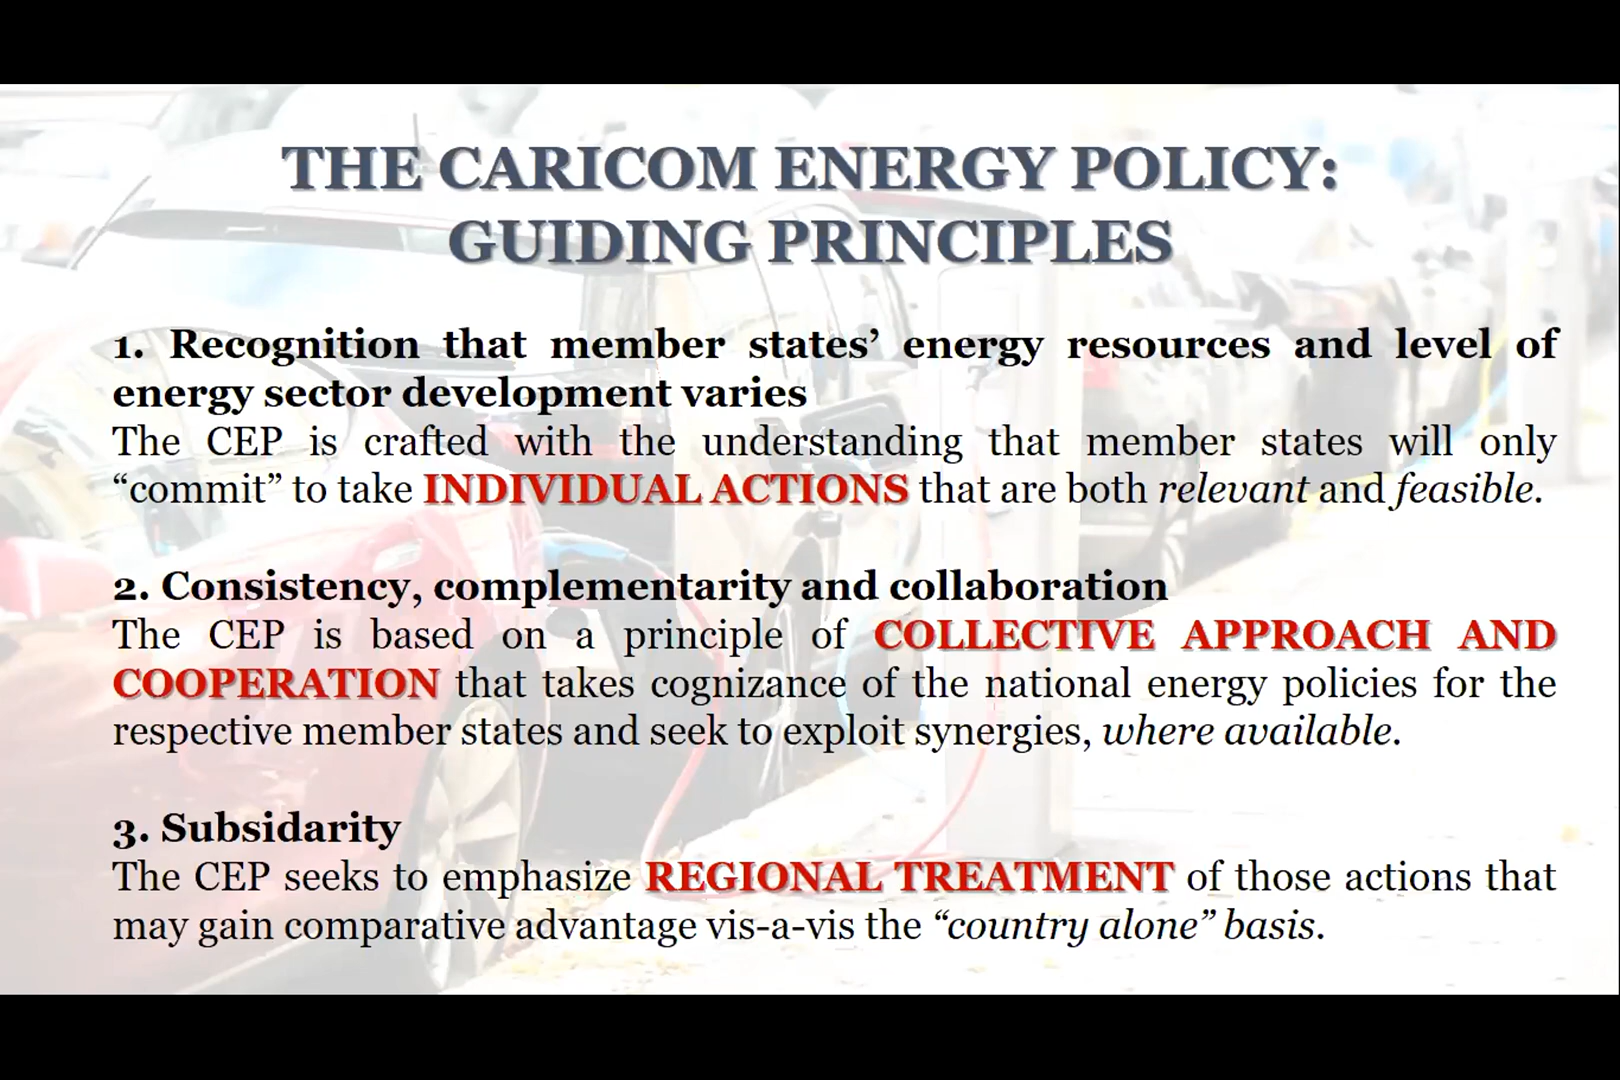 THE CARICOM ENERGY POLICY:
GUIDING PRINCIPLES
1. Recognition that member states’ energy resources and level of
energy sector development varies
The CEP is crafted with the understanding that member states will only
“commit” to take INDIVIDUAL ACTIONS that are both relevant and feasible.
2. Consistency, complementarity and collaboration
The CEP is based on a principle of COLLECTIVE APPROACH AND
COOPERATION that takes cognizance of the national energy policies for the
respective member states and seek to exploit synergies, where available.
3. Subsidarity
The CEP seeks to emphasize REGIONAL TREATMENT of those actions that
may gain comparative advantage vis-a-vis the “country alone” basis.